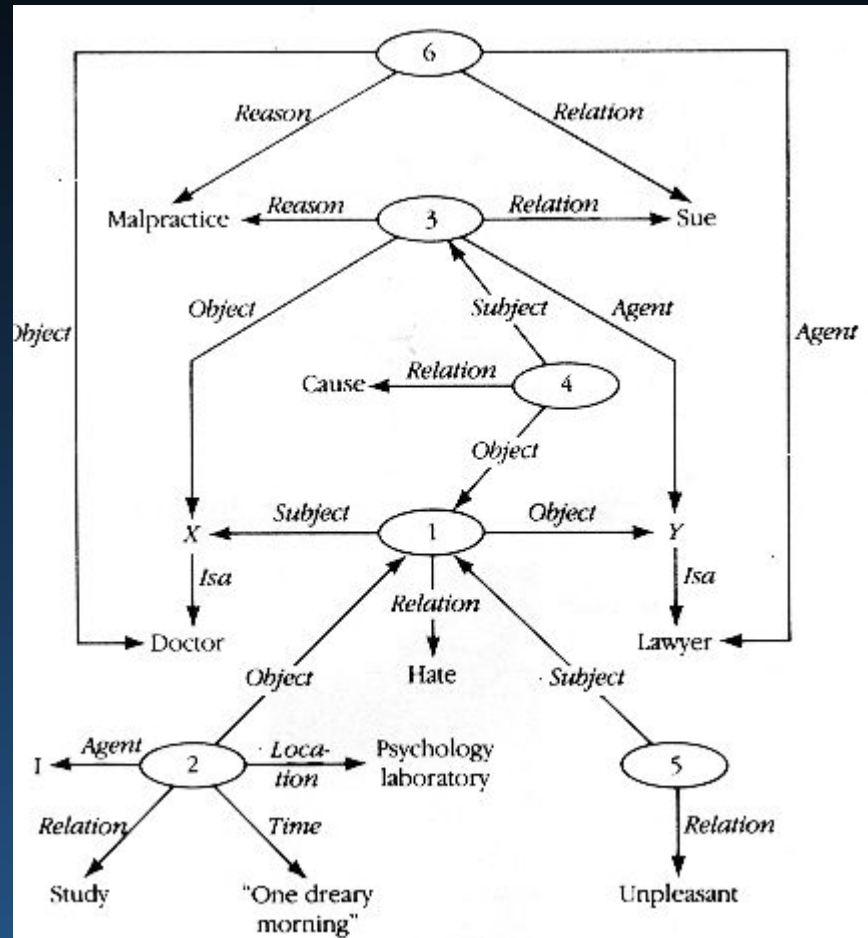 6
Reason
Relation
Malpractice
Reason
3
Relation
Sue
Object
Subject
Agent
Object
Agent
Cause
Relation
4
Object
X
Subject
1
Object
Y
Isa
Relation
Isa
Doctor
Hate
Lawyer
Object
Subject
I
Agent
2
Loca-
tion
Psychology
laboratory
5
Relation
Time
Relation
Study
"One dreary
morning"
Unpleasant